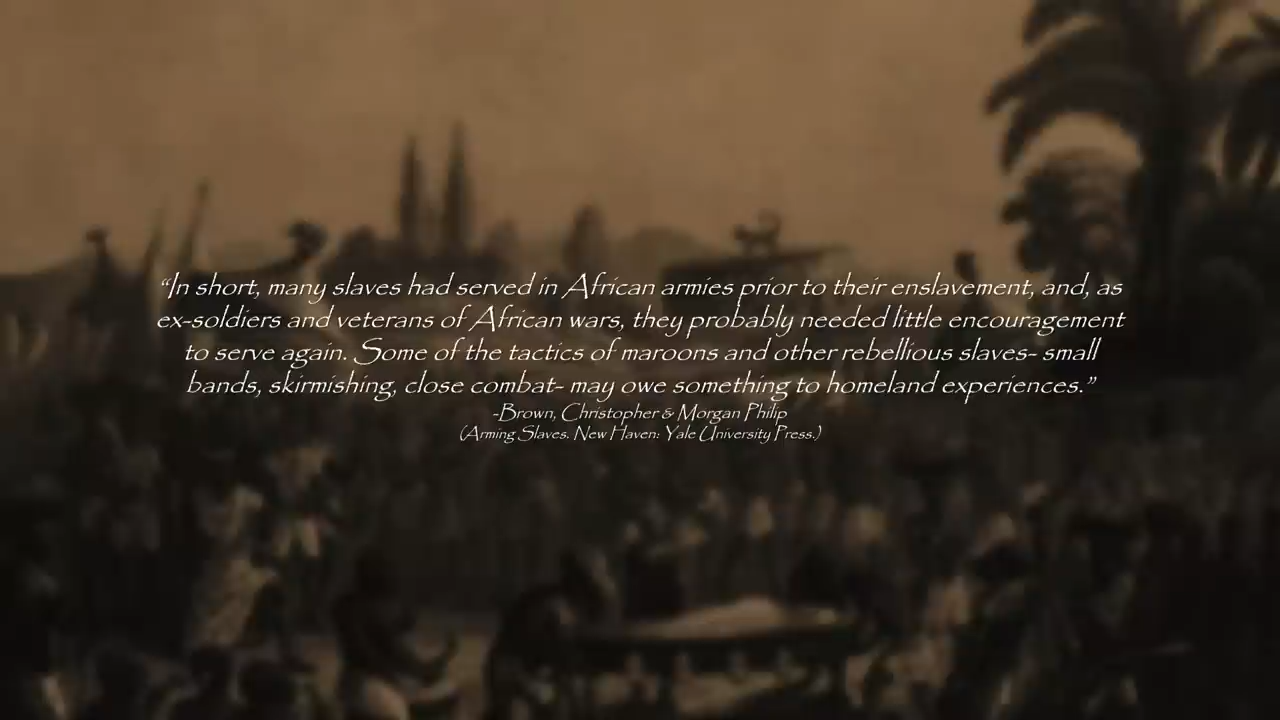 “In short, many slaves had served in African armies prior to their enslavement, and, as
ex-soldiers and veterans of African wars, they probably needed little encouragement
to serve again. Some of the tactics of maroons and other rebellious slaves- small
bands, skirmishing, close combat- may owe something to homeland experiences.”
-Brown, Christopher & Morgan Philip
(Arming Slaves. New Haven: Yale University Press.)